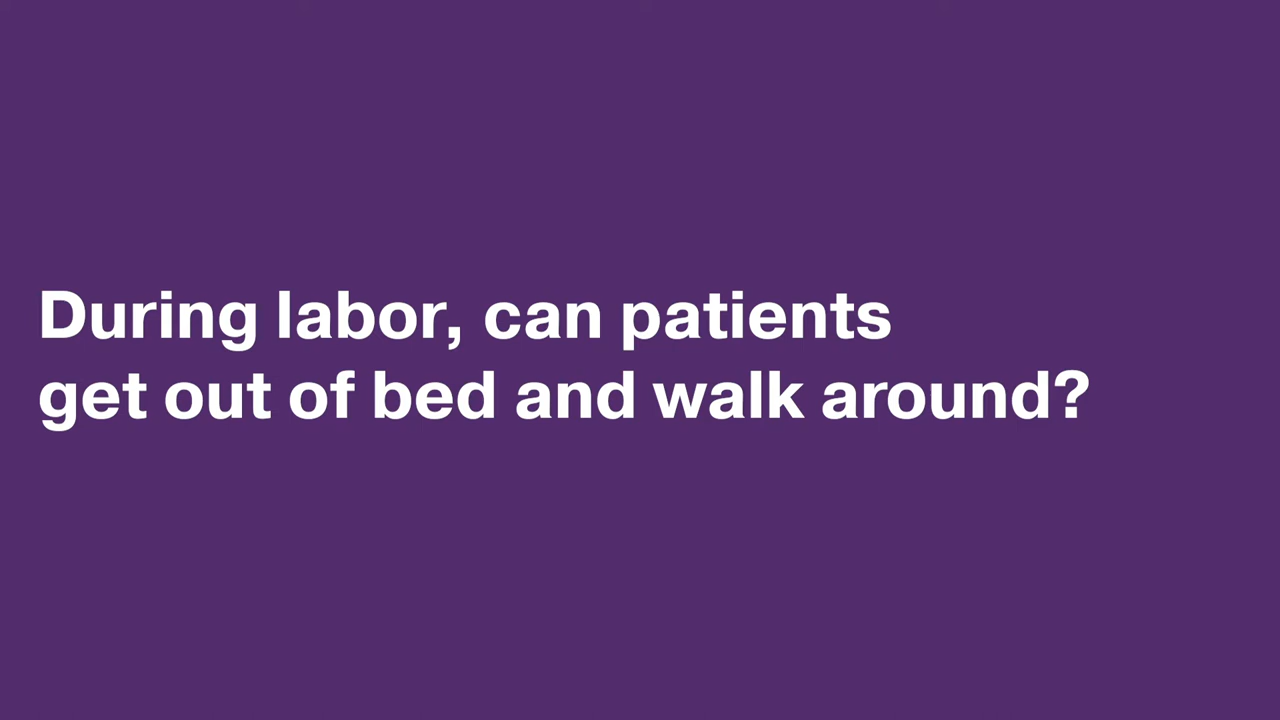 During labor, can patients
get out of bed and walk around?